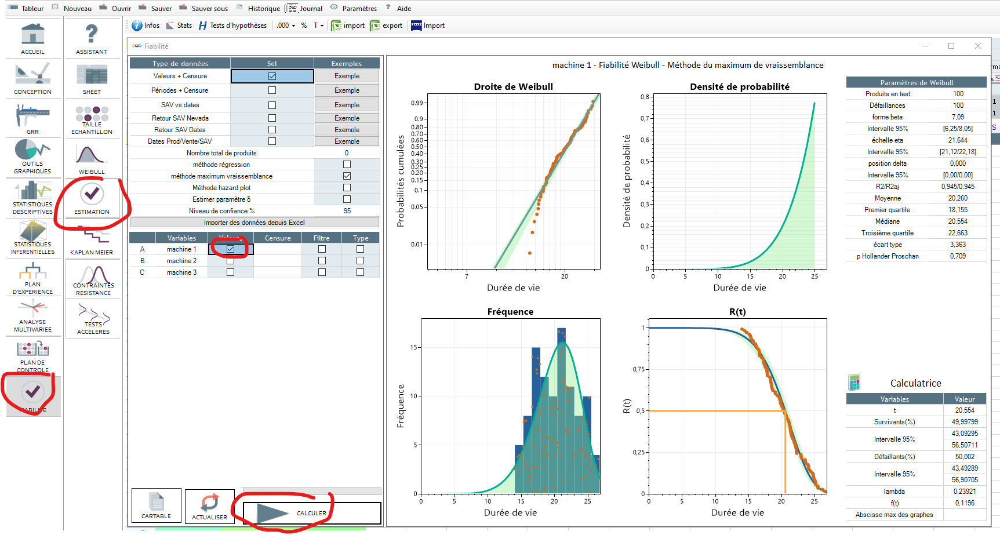 Tableur Nouveau Ouvrir Sauver Sauver sous Historique Journal Paramètres ? Aide
Infos Stats H Tests d'hypothèses .000 % T import export ZEISS Import
ACCUEIL
CONCEPTION
GRR
OUTILS
GRAPHIQUES
STATISTIQUES
DESCRIPTIVES
STATISTIQUES
INFERENTIELLES
PLAN
D'EXPERIENCE
ANALYSE
MULTIVARIEE
PLAN DE
CONTROLE
FIABILITE
?
ASSISTANT
SHEET
TAILLE
ECHANTILLON
WEIBULL
ESTIMATION
KAPLAN MEIER
CONTRAINTES
RESISTANCE
TESTS
ACCELERES
Fiabilité
Type de données Sel Exemples
Valeurs + Censure Exemple
Périodes + Censure Exemple
SAV vs dates Exemple
Retour SAV Nevada Exemple
Retour SAV Dates Exemple
Dates Prod/Vente/SAV Exemple
Nombre total de produits 0
méthode régression
méthode maximum vraissemblance
Méthode hazard plot
Estimer paramètre δ
Niveau de confiance % 95
Importer des données depuis Excel
Variables Valeurs Censure Filtre Type
A machine 1
B machine 2
C machine 3
CARTABLE
ACTUALISER
CALCULER
machine 1 - Fiabilité Weibull - Méthode du maximum de vraissemblance
Droite de Weibull
Probabilités cumulées
0.99
0.9
0.80
0.70
0.60
0.50
0.40
0.30
0.25
0.20
0.15
0.1
0.05
0.01
7 20
Durée de vie
Densité de probabilité
Densité de probabilité
0,8
0,7
0,6
0,5
0,4
0,3
0,2
0,1
0
0 5 10 15 20 25
Durée de vie
Fréquence
Fréquence
15
10
5
0
0 5 10 15 20 25
Durée de vie
R(t)
R(t)
1
0,75
0,5
0,25
0
0 5 10 15 20 25
Durée de vie
Paramètres de Weibull
Produits en test 100
Défaillances 100
forme beta 7,09
Intervalle 95% [6,25/8,05]
échelle eta 21,644
Intervalle 95% [21,12/22,18]
position delta 0,000
Intervalle 95% [0,00/0,00]
R2/R2aj 0,945/0,945
Moyenne 20,260
Premier quartile 18,155
Médiane 20,554
Troisième quartile 22,663
écart type 3,363
p Hollander Proschan 0,709
Calculatrice
Variables Valeur
t 20,554
Survivants(%) 49,99799
Intervalle 95% 43,09295
56,50711
Défaillants(%) 50,002
Intervalle 95% 43,49289
56,90705
lambda 0,23921
f(t) 0,1196
Abscisse max des graphes
1
1
S